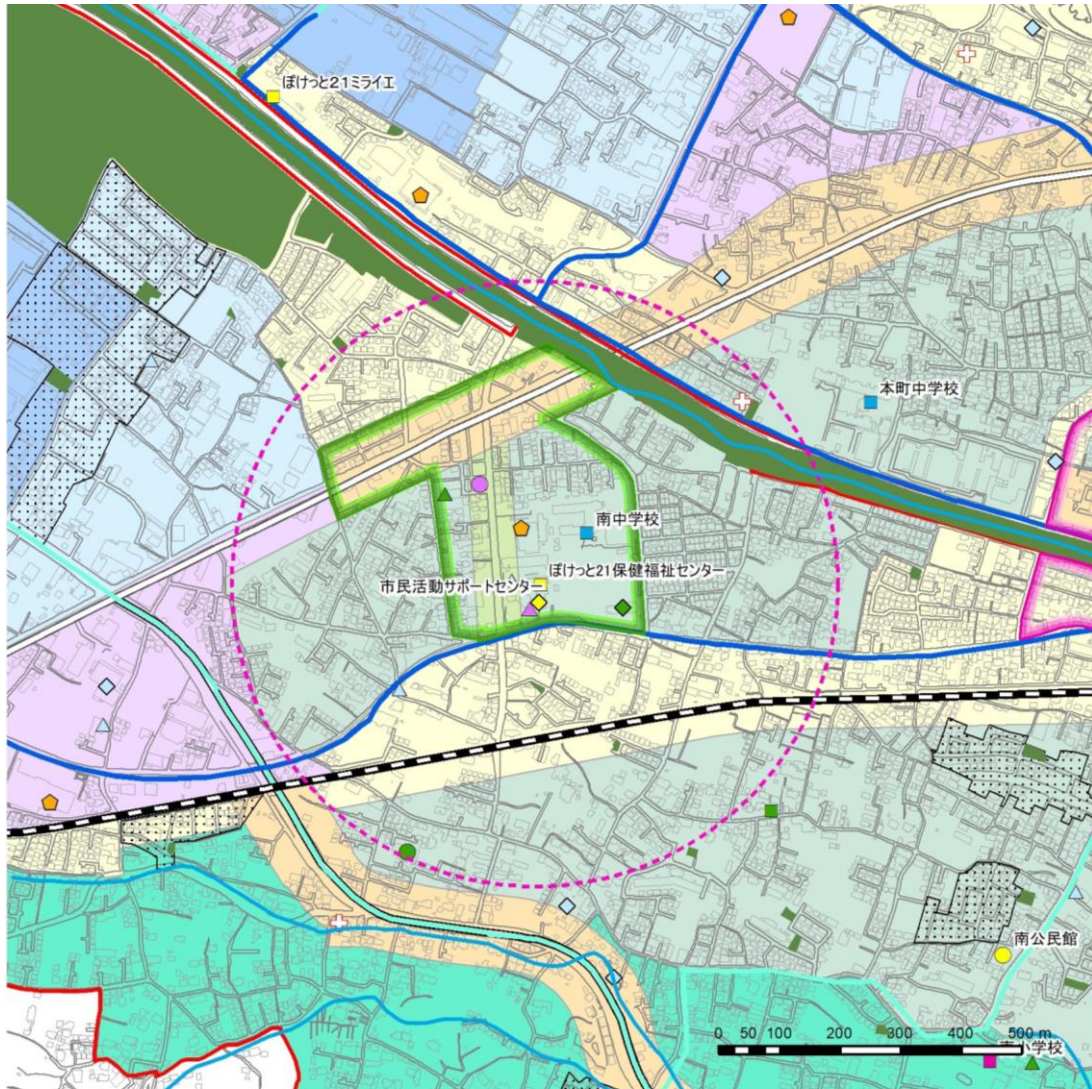 ぽけっと21ミライエ
本町中学校
南中学校
ぽけっと21保健福祉センター
市民活動サポートセンター
南公民館
0 50 100 200 300 400 500 m
南小学校